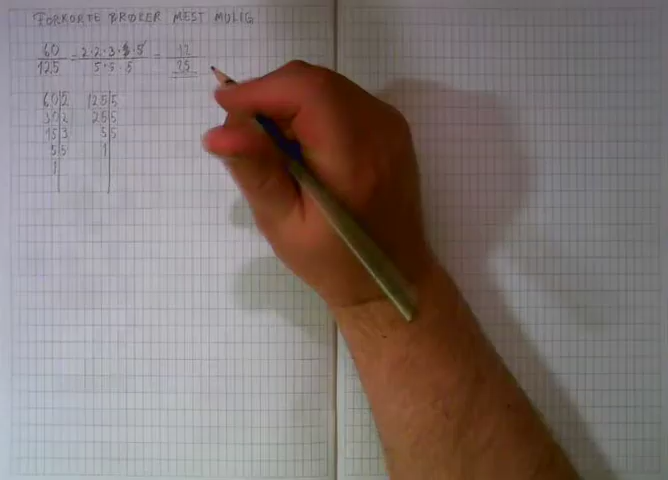 FORKORTE BRØKER MEST MULIG
60/125 = 2·2·3·5/5·5·5 = 12/25
60|2 125|5
30|2 25|5
15|3 5|5
5|5 1
1